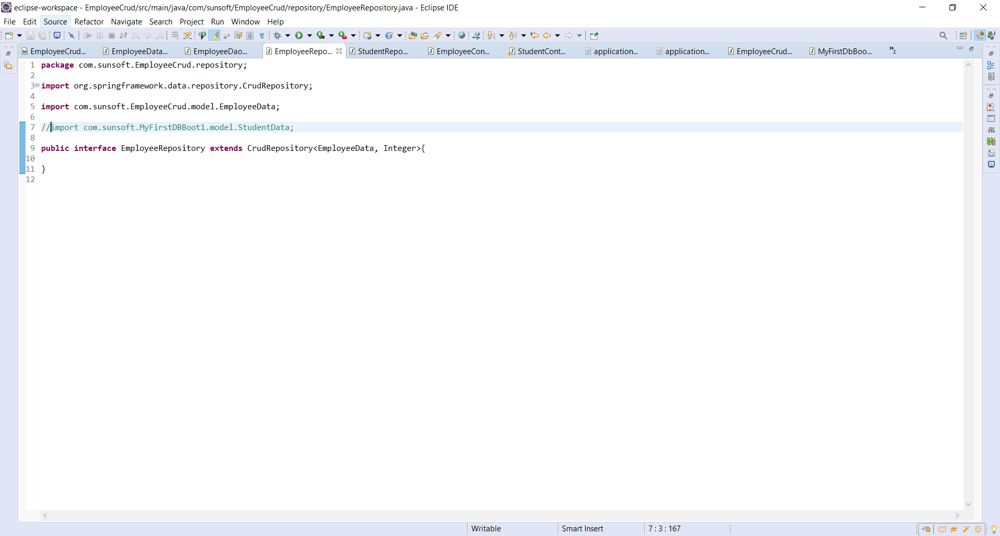 eclipse-workspace - EmployeeCrud/src/main/java/com/sunsoft/EmployeeCrud/repository/EmployeeRepository.java - Eclipse IDE
File Edit Source Refactor Navigate Search Project Run Window Help
EmployeeCrud... EmployeeData... EmployeeDao... EmployeeRepo... StudentRepo... EmployeeCon... StudentCont... application... application... EmployeeCrud... MyFirstDbBoo... »2
1 package com.sunsoft.EmployeeCrud.repository;
2
3 import org.springframework.data.repository.CrudRepository;
4
5 import com.sunsoft.EmployeeCrud.model.EmployeeData;
6
7 //import com.sunsoft.MyFirstDBBoot1.model.StudentData;
8
9 public interface EmployeeRepository extends CrudRepository<EmployeeData, Integer>{
10
11 }
12
Writable Smart Insert 7 : 3 : 167